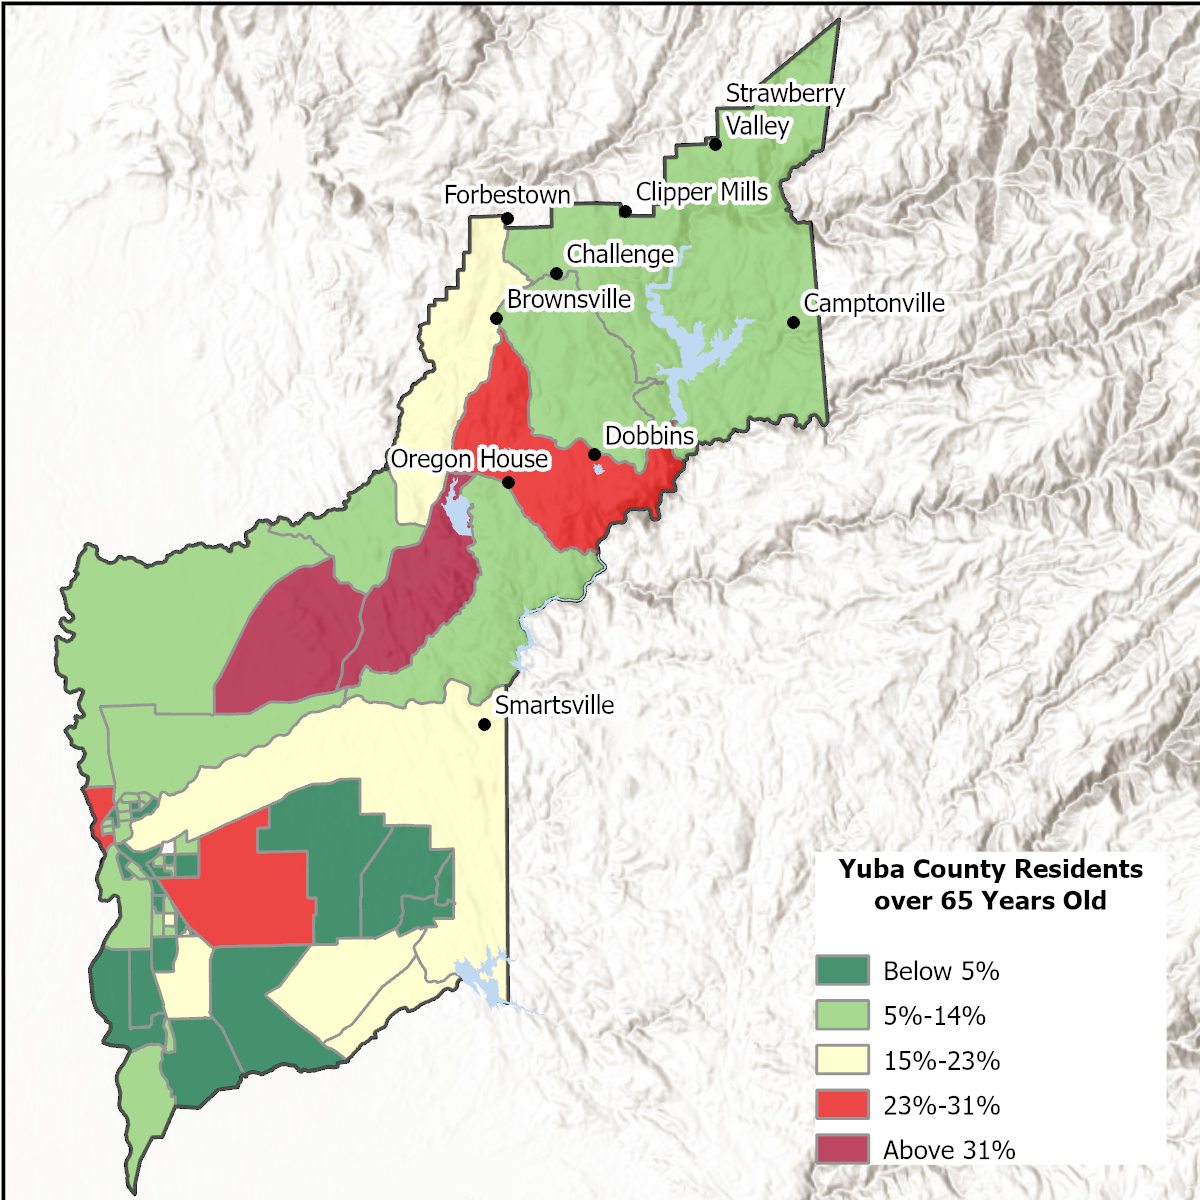 Strawberry
Valley
Clipper Mills
Forbestown
Challenge
Brownsville
Camptonville
Dobbins
Oregon House
Smartsville
Yuba County Residents
over 65 Years Old
Below 5%
5%-14%
15%-23%
23%-31%
Above 31%